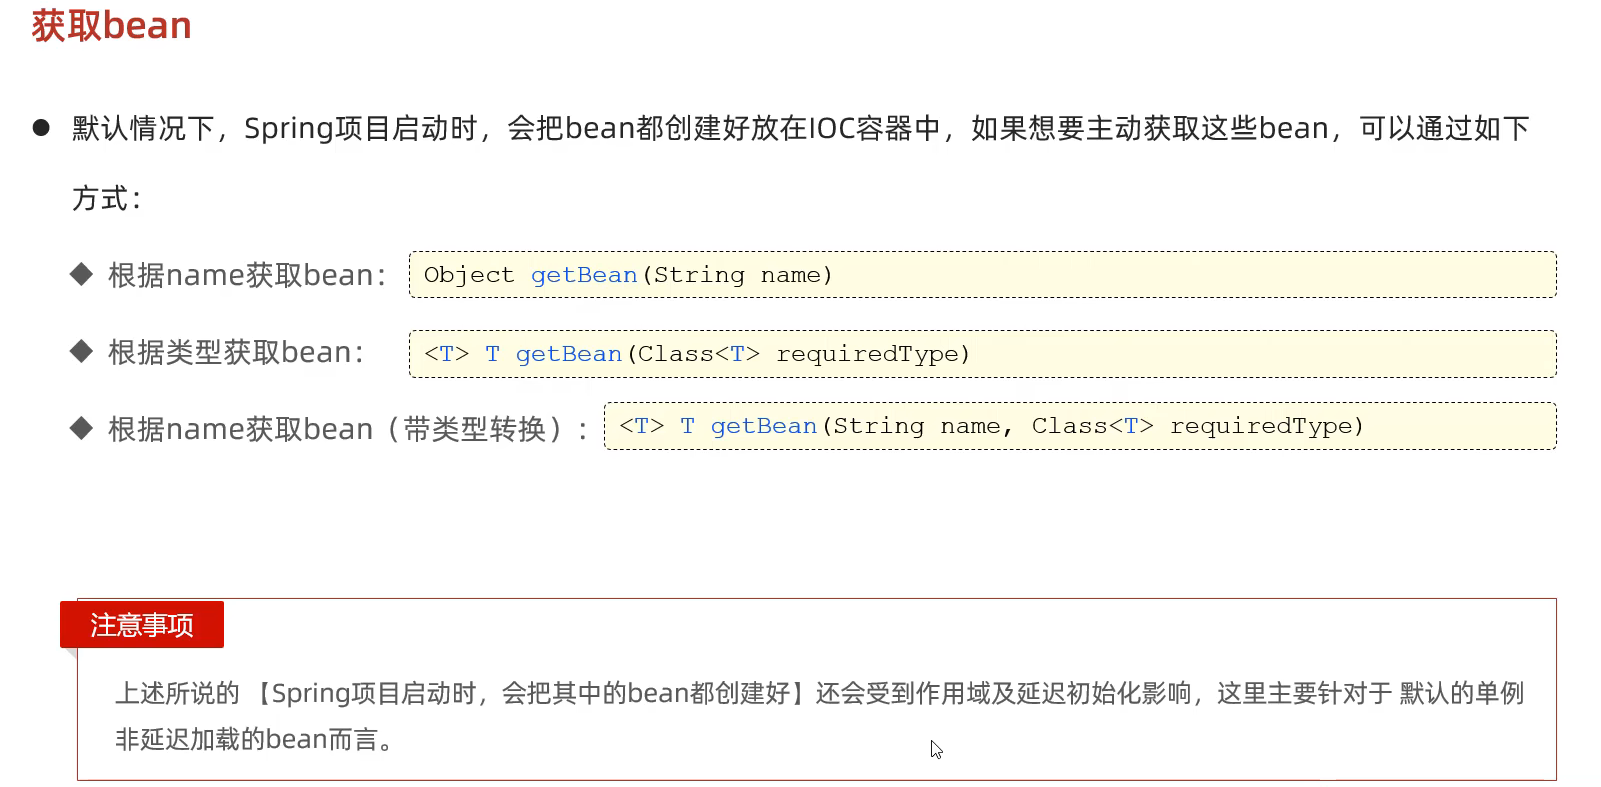 获取bean
默认情况下，Spring项目启动时，会把bean都创建好放在IOC容器中，如果想要主动获取这些bean，可以通过如下
方式：
根据name获取bean：
Object getBean(String name)
根据类型获取bean：
<T> T getBean(Class<T> requiredType)
根据name获取bean（带类型转换）：
<T> T getBean(String name, Class<T> requiredType)
注意事项
上述所说的 【Spring项目启动时，会把其中的bean都创建好】还会受到作用域及延迟初始化影响，这里主要针对于 默认的单例
非延迟加载的bean而言。